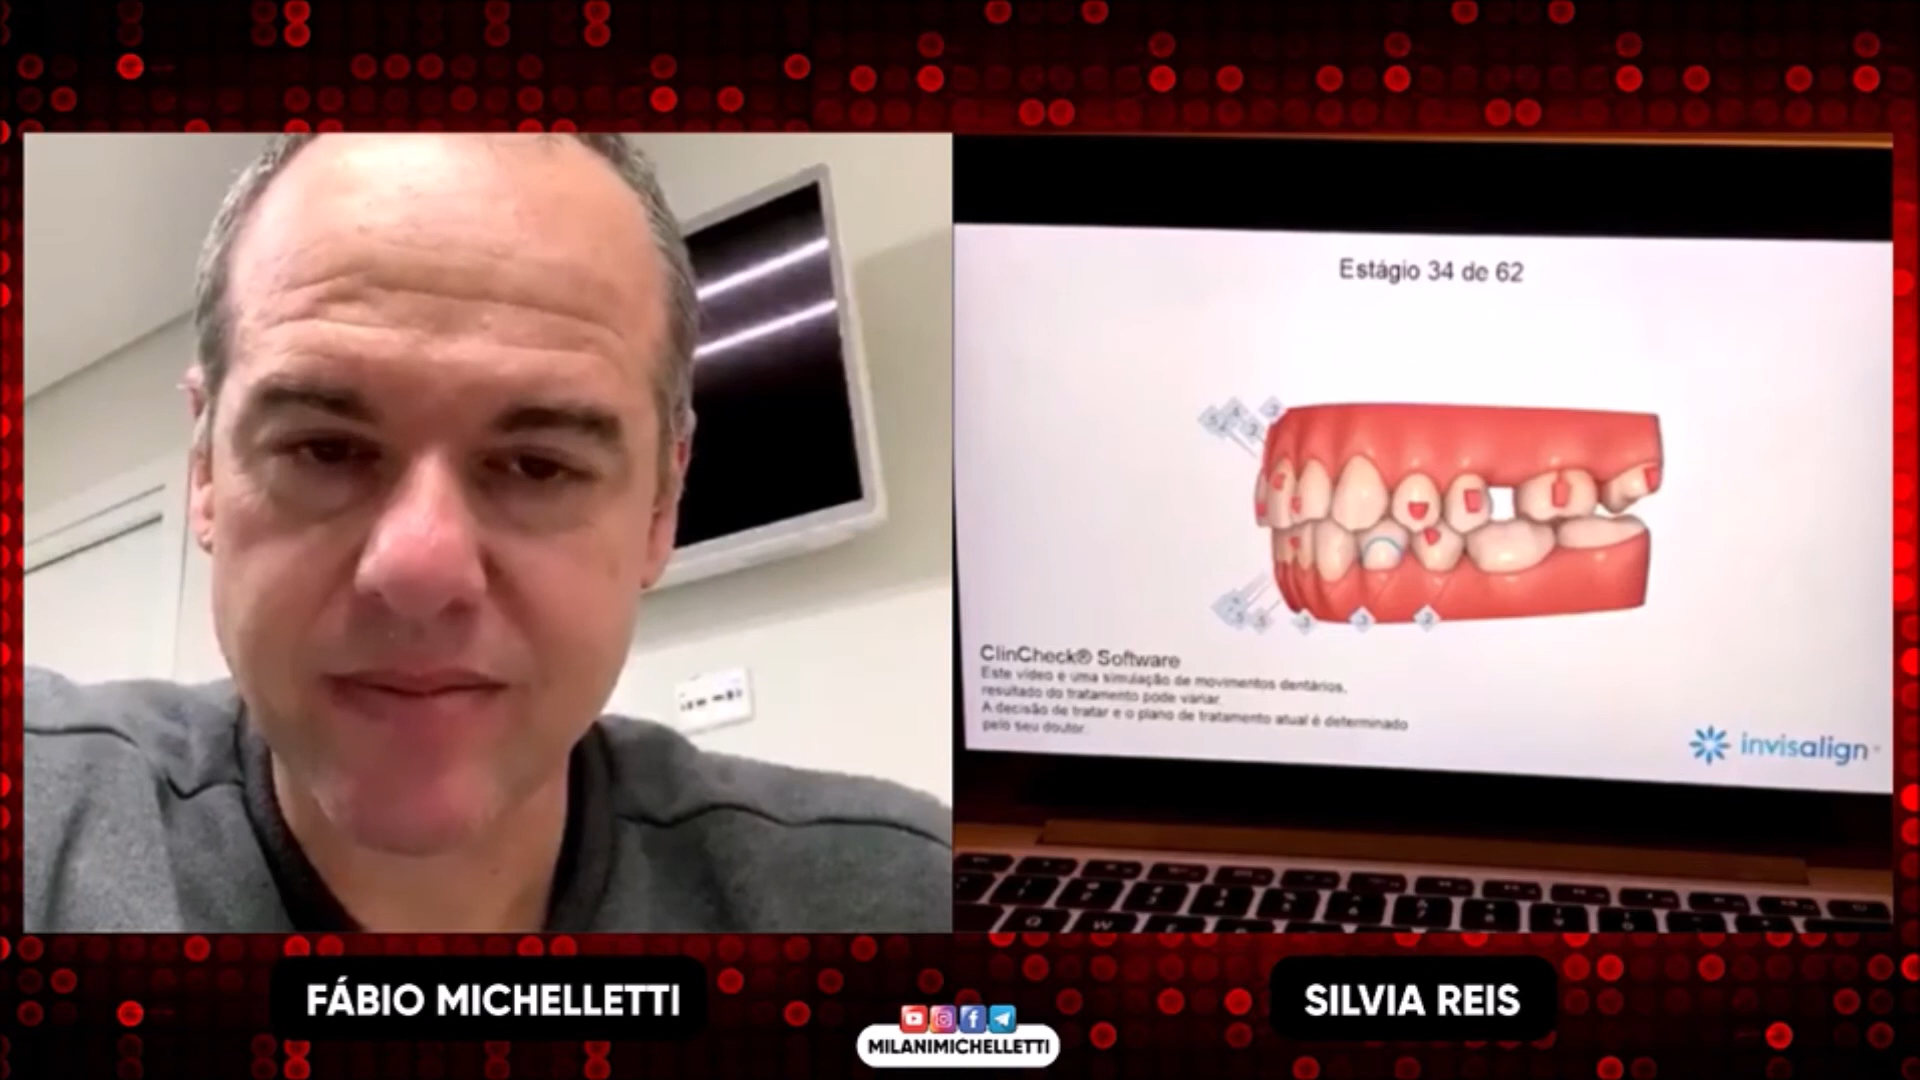 Estágio 34 de 62
ClinCheck® Software
Este vídeo é uma simulação de movimentos dentários,
resultado do tratamento pode variar.
A decisão de tratar e o plano de tratamento atual é determinado
pelo seu doutor.
invisalign
FÁBIO MICHELLETTI
SILVIA REIS
MILANIMICHELLETTI